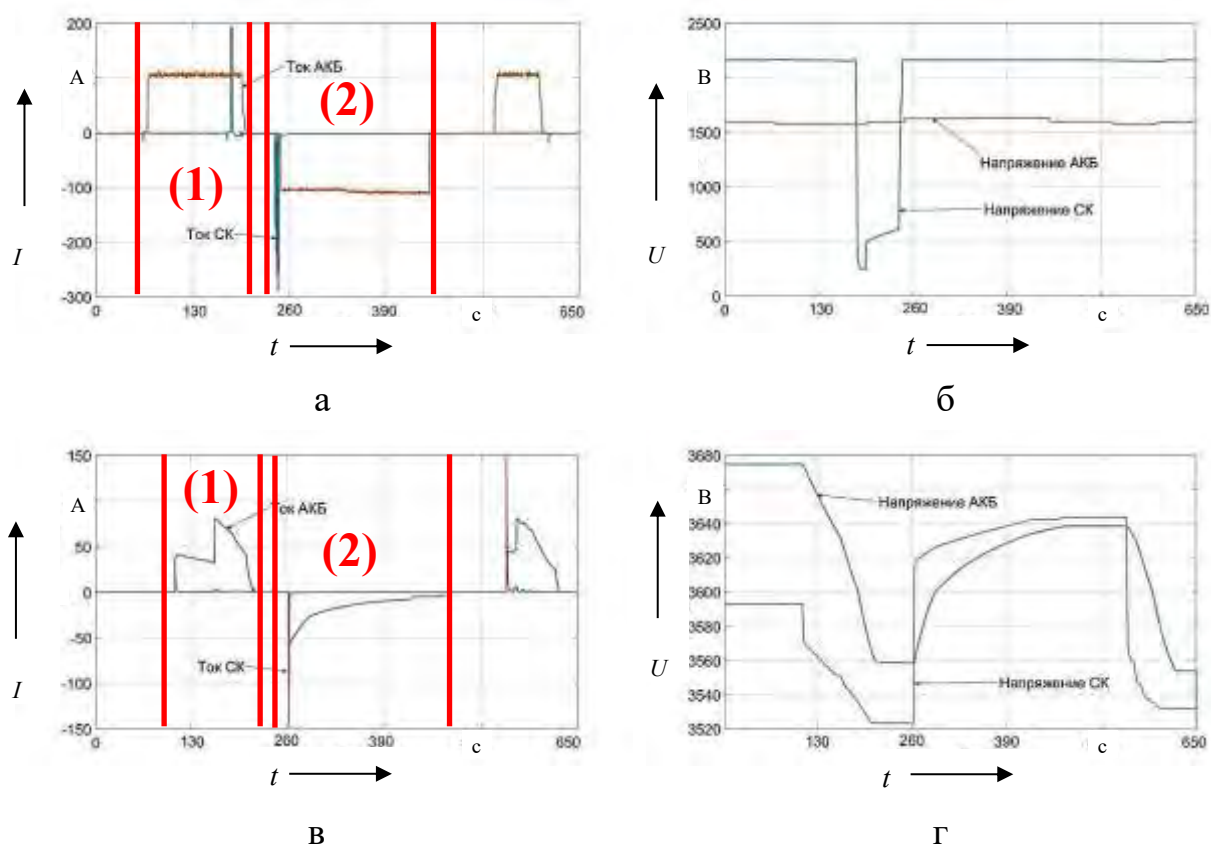 200
А
100
0
-100
-200
-300
I
Ток АКБ
(2)
(1)
Ток СК
0 130 260 390 с 650
t
а
2500
В
2000
1500
1000
500
0
U
Напряжение АКБ
Напряжение СК
0 130 260 390 с 650
t
б
150
А
100
50
0
-50
-100
-150
I
(1)
Ток АКБ
(2)
Ток СК
0 130 260 390 с 650
t
в
3680
В
3640
3620
3600
3580
3560
3540
3520
U
Напряжение АКБ
Напряжение СК
130 260 390 с 650
t
г